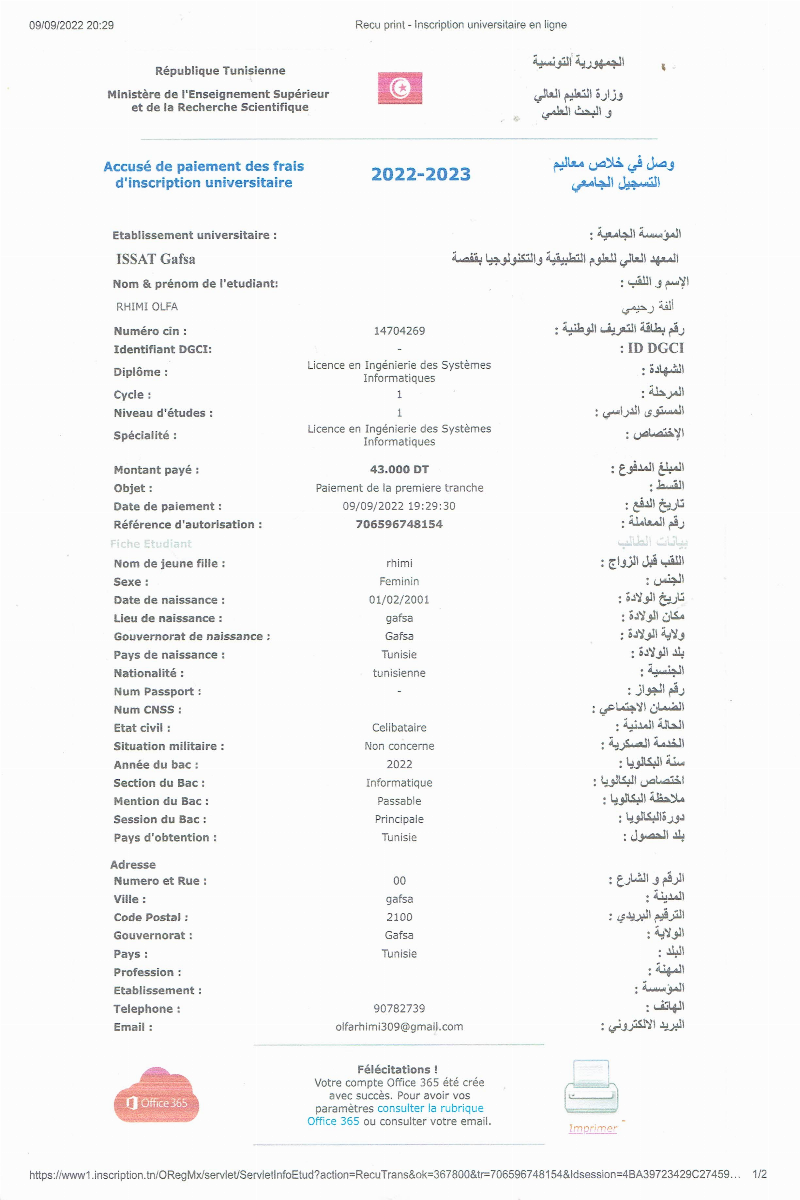 09/09/2022 20:29
Recu print - Inscription universitaire en ligne
République Tunisienne
الجمهورية التونسية
Ministère de l'Enseignement Supérieur
et de la Recherche Scientifique
وزارة التعليم العالي
و البحث العلمي
Accusé de paiement des frais
d'inscription universitaire
2022-2023
وصل في خلاص معاليم
التسجيل الجامعي
Etablissement universitaire :
المؤسسة الجامعية :
ISSAT Gafsa
المعهد العالي للعلوم التطبيقية والتكنولوجيا بقفصة
Nom & prénom de l'etudiant:
الإسم و اللقب :
RHIMI OLFA
ألفة رحيمي
Numéro cin : 14704269 رقم بطاقة التعريف الوطنية :
Identifiant DGCI: - ID DGCI :
Diplôme : Licence en Ingénierie des Systèmes
Informatiques الشهادة :
Cycle : 1 المرحلة :
Niveau d'études : 1 المستوى الدراسي :
Spécialité : Licence en Ingénierie des Systèmes
Informatiques الإختصاص :
Montant payé : 43.000 DT المبلغ المدفوع :
Objet : Paiement de la premiere tranche القسط :
Date de paiement : 09/09/2022 19:29:30 تاريخ الدفع :
Référence d'autorisation : 706596748154 رقم المعاملة :
Fiche Etudiant بيانات الطالب
Nom de jeune fille : rhimi اللقب قبل الزواج :
Sexe : Feminin الجنس :
Date de naissance : 01/02/2001 تاريخ الولادة :
Lieu de naissance : gafsa مكان الولادة :
Gouvernorat de naissance : Gafsa ولاية الولادة :
Pays de naissance : Tunisie بلد الولادة :
Nationalité : tunisienne الجنسية :
Num Passport : - رقم الجواز :
Num CNSS : الضمان الاجتماعي :
Etat civil : Celibataire الحالة المدنية :
Situation militaire : Non concerne الخدمة العسكرية :
Année du bac : 2022 سنة البكالويا :
Section du Bac : Informatique اختصاص البكالويا :
Mention du Bac : Passable ملاحظة البكالويا :
Session du Bac : Principale دورةالبكالويا :
Pays d'obtention : Tunisie بلد الحصول :
Adresse
Numero et Rue : 00 الرقم و الشارع :
Ville : gafsa المدينة :
Code Postal : 2100 الترقيم البريدي :
Gouvernorat : Gafsa الولاية :
Pays : Tunisie البلد :
Profession : المهنة :
Etablissement : المؤسسة :
Telephone : 90782739 الهاتف :
Email : olfarhimi309@gmail.com البريد الالكتروني :
Office 365
Félécitations !
Votre compte Office 365 été crée
avec succès. Pour avoir vos
paramètres consulter la rubrique
Office 365 ou consulter votre email.
Imprimer
https://www1.inscription.tn/ORegMx/servlet/ServletInfoEtud?action=RecuTrans&ok=367800&tr=706596748154&Idsession=4BA39723429C27459... 1/2